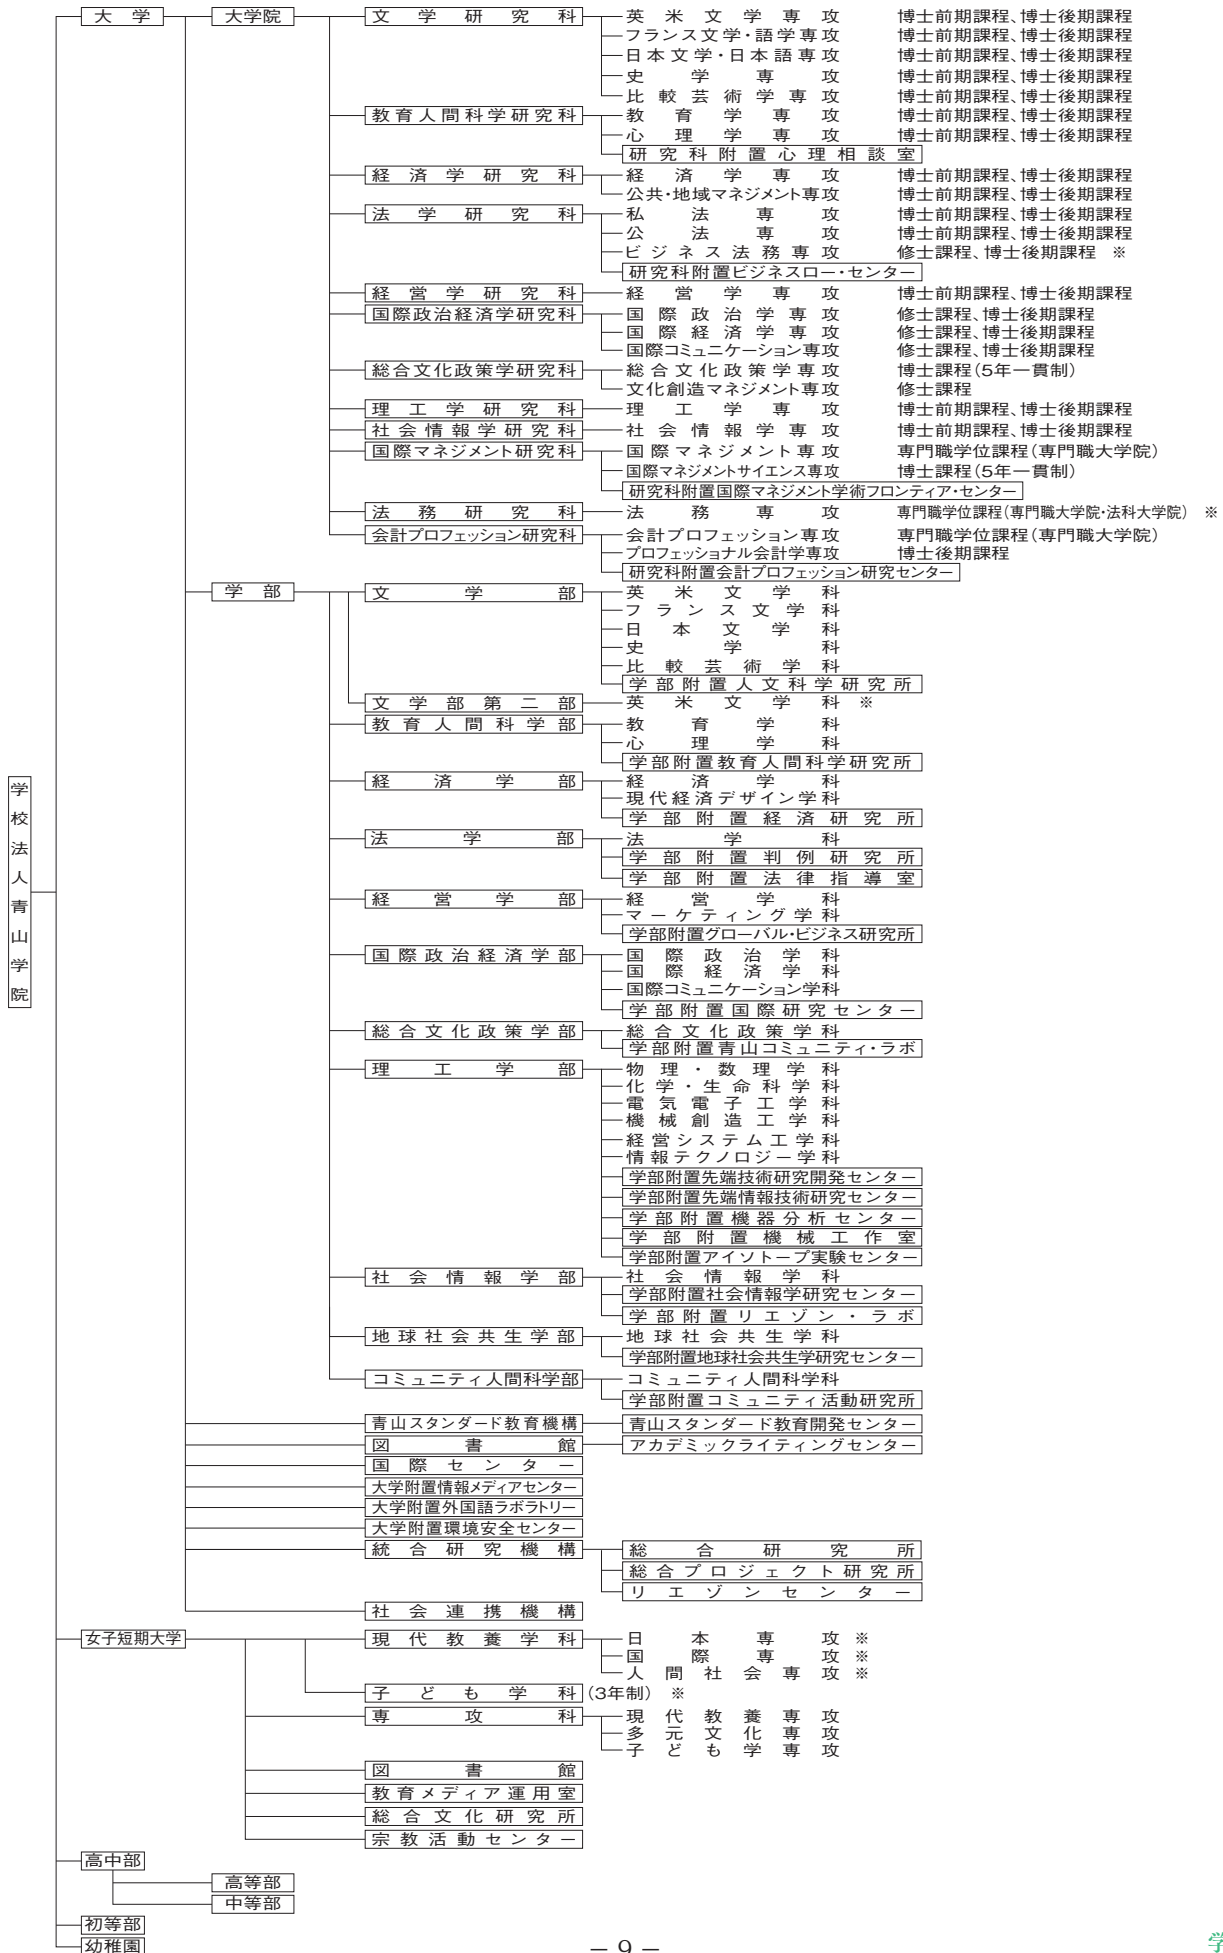 大学 大学院 文学研究科 英米文学専攻 博士前期課程、博士後期課程
フランス文学・語学専攻 博士前期課程、博士後期課程
日本文学・日本語専攻 博士前期課程、博士後期課程
史学専攻 博士前期課程、博士後期課程
比較芸術学専攻 博士前期課程、博士後期課程
教育人間科学研究科 教育学専攻 博士前期課程、博士後期課程
心理学専攻 博士前期課程、博士後期課程
研究科附置心理相談室
経済学研究科 経済学専攻 博士前期課程、博士後期課程
公共・地域マネジメント専攻 博士前期課程、博士後期課程
法学研究科 私法専攻 博士前期課程、博士後期課程
公法専攻 博士前期課程、博士後期課程
ビジネス法務専攻 修士課程、博士後期課程 ※
研究科附置ビジネスロー・センター
経営学研究科 経営学専攻 博士前期課程、博士後期課程
国際政治経済学研究科 国際政治学専攻 修士課程、博士後期課程
国際経済学専攻 修士課程、博士後期課程
国際コミュニケーション専攻 修士課程、博士後期課程
総合文化政策学研究科 総合文化政策学専攻 博士課程(5年一貫制)
文化創造マネジメント専攻 修士課程
理工学研究科 理工学専攻 博士前期課程、博士後期課程
社会情報学研究科 社会情報学専攻 博士前期課程、博士後期課程
国際マネジメント研究科 国際マネジメント専攻 専門職学位課程(専門職大学院)
国際マネジメントサイエンス専攻 博士課程(5年一貫制)
研究科附置国際マネジメント学術フロンティア・センター
法務研究科 法務専攻 専門職学位課程(専門職大学院・法科大学院) ※
会計プロフェッション研究科 会計プロフェッション専攻 専門職学位課程(専門職大学院)
プロフェッショナル会計学専攻 博士後期課程
研究科附置会計プロフェッション研究センター
学部 文学部 英米文学科
フランス文学科
日本文学科
史学科
比較芸術学科
学部附置人文科学研究所
文学部第二部 英米文学科 ※
教育人間科学部 教育学科
心理学科
学部附置教育人間科学研究所
経済学部 経済学科
現代経済デザイン学科
学部附置経済研究所
法学部 法学科
学部附置判例研究所
学部附置法律指導室
経営学部 経営学科
マーケティング学科
学部附置グローバル・ビジネス研究所
国際政治経済学部 国際政治学科
国際経済学科
国際コミュニケーション学科
学部附置国際研究センター
総合文化政策学部 総合文化政策学科
学部附置青山コミュニティ・ラボ
理工学部 物理・数理学科
化学・生命科学科
電気電子工学科
機械創造工学科
経営システム工学科
情報テクノロジー学科
学部附置先端技術研究開発センター
学部附置先端情報技術研究センター
学部附置機器分析センター
学部附置機械工作室
学部附置アイソトープ実験センター
社会情報学部 社会情報学科
学部附置社会情報学研究センター
学部附置リエゾン・ラボ
地球社会共生学部 地球社会共生学科
学部附置地球社会共生学研究センター
コミュニティ人間科学部 コミュニティ人間科学科
学部附置コミュニティ活動研究所
青山スタンダード教育機構 青山スタンダード教育開発センター
図書館 アカデミックライティングセンター
国際センター
大学附置情報メディアセンター
大学附置外国語ラボラトリー
大学附置環境安全センター
統合研究機構 総合研究所
総合プロジェクト研究所
リエゾンセンター
社会連携機構
学校法人青山学院
女子短期大学 現代教養学科 日本専攻 ※
国際専攻 ※
人間社会専攻 ※
子ども学科 (3年制) ※
専攻科 現代教養専攻
多元文化専攻
子ども学専攻
図書館
教育メディア運用室
総合文化研究所
宗教活動センター
高中部
高等部
中等部
初等部
幼稚園
– 9 –
学